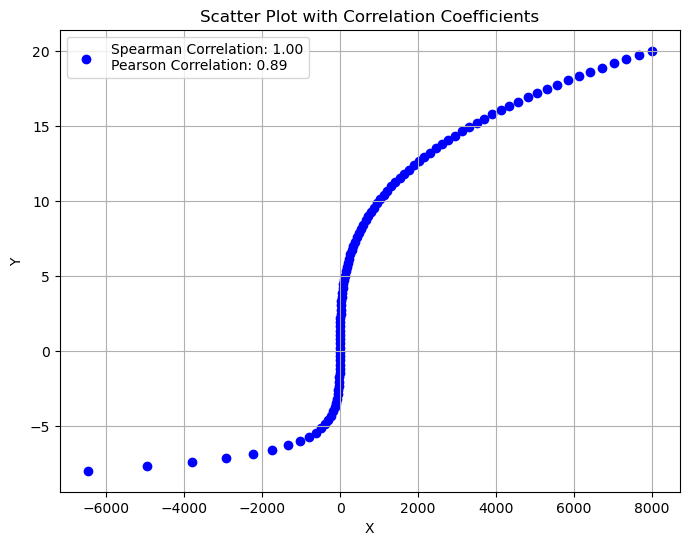 Scatter Plot with Correlation Coefficients
Spearman Correlation: 1.00
Pearson Correlation: 0.89
20
15
10
5
0
−5
Y
−6000 −4000 −2000 0 2000 4000 6000 8000
X